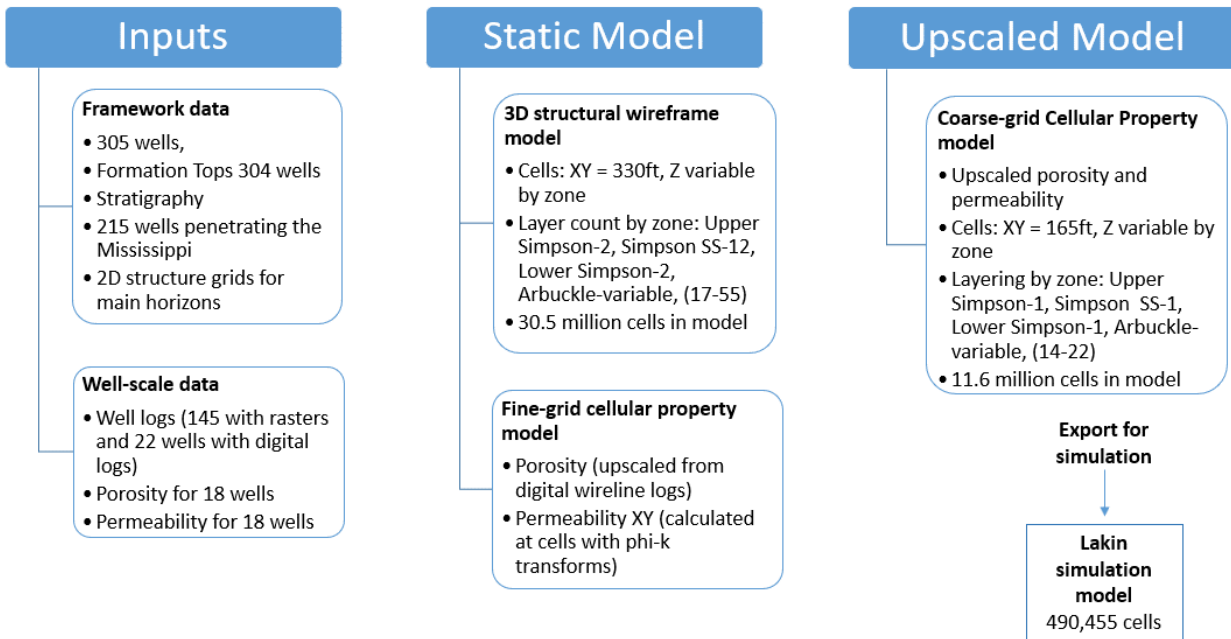 Inputs
Framework data
• 305 wells,
• Formation Tops 304 wells
• Stratigraphy
• 215 wells penetrating the
Mississippi
• 2D structure grids for
main horizons
Well-scale data
• Well logs (145 with rasters
and 22 wells with digital
logs)
• Porosity for 18 wells
• Permeability for 18 wells
Static Model
3D structural wireframe
model
• Cells: XY = 330ft, Z variable
by zone
• Layer count by zone: Upper
Simpson-2, Simpson SS-12,
Lower Simpson-2,
Arbuckle-variable, (17-55)
• 30.5 million cells in model
Fine-grid cellular property
model
• Porosity (upscaled from
digital wireline logs)
• Permeability XY (calculated
at cells with phi-k
transforms)
Upscaled Model
Coarse-grid Cellular Property
model
• Upscaled porosity and
permeability
• Cells: XY = 165ft, Z variable by
zone
• Layering by zone: Upper
Simpson-1, Simpson SS-1,
Lower Simpson-1, Arbuckle-
variable, (14-22)
• 11.6 million cells in model
Export for
simulation
Lakin
simulation
model
490,455 cells